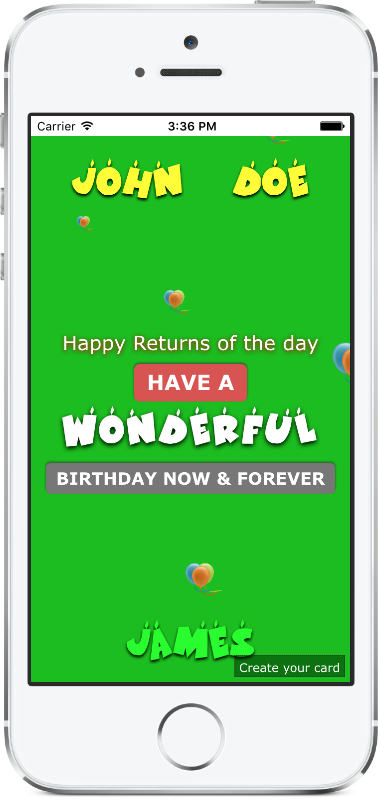 Carrier 3:36 PM
JOHN DOE
Happy Returns of the day
HAVE A
WONDERFUL
BIRTHDAY NOW & FOREVER
JAMES
Create your card